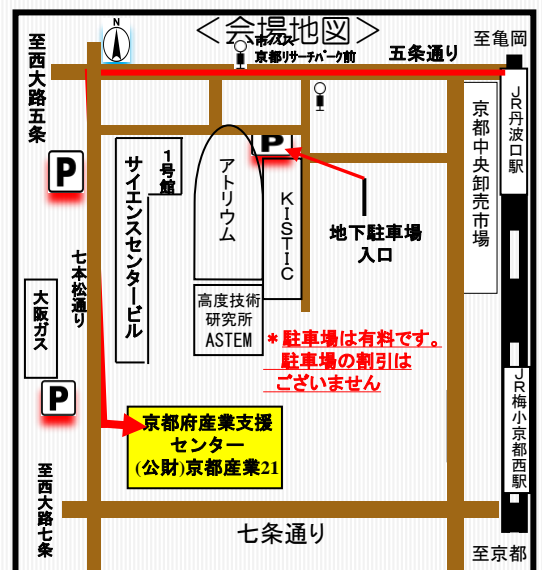 ＜会場地図＞
N
市バス
京都リサーチパーク前
五条通り
至亀岡
至西大路五条
JR丹波口駅
京都中央卸売市場
P
P
1号館
サイエンスセンタービル
アトリウム
KISTIC
地下駐車場
入口
P
七本松通り
大阪ガス
高度技術
研究所
ASTEM
＊駐車場は有料です。
駐車場の割引は
ございません
JR梅小京都西駅
P
京都府産業支援
センター
(公財)京都産業21
至西大路七条
七条通り
至京都